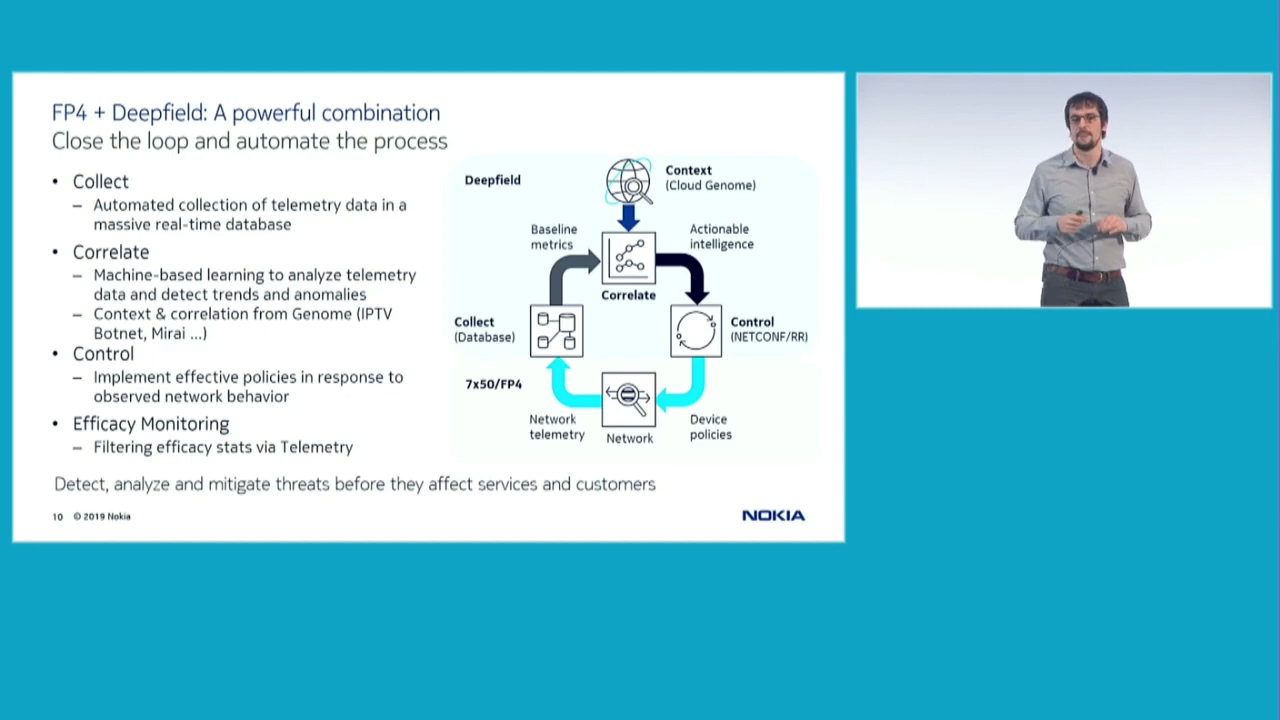 FP4 + Deepfield: A powerful combination
Close the loop and automate the process
• Collect
– Automated collection of telemetry data in a
massive real-time database
• Correlate
– Machine-based learning to analyze telemetry
data and detect trends and anomalies
– Context & correlation from Genome (IPTV
Botnet, Mirai ...)
• Control
– Implement effective policies in response to
observed network behavior
• Efficacy Monitoring
– Filtering efficacy stats via Telemetry
Deepfield
Context
(Cloud Genome)
Baseline
metrics
Actionable
intelligence
Correlate
Collect
(Database)
Control
(NETCONF/RR)
7x50/FP4
Network
telemetry
Network
Device
policies
Detect, analyze and mitigate threats before they affect services and customers
10 © 2019 Nokia
NOKIA